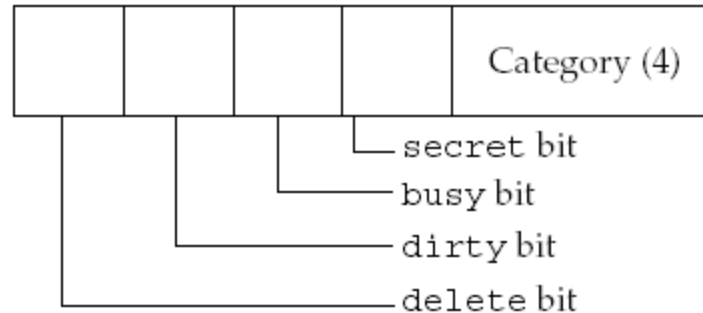 Category (4)
secret bit
busy bit
dirty bit
delete bit